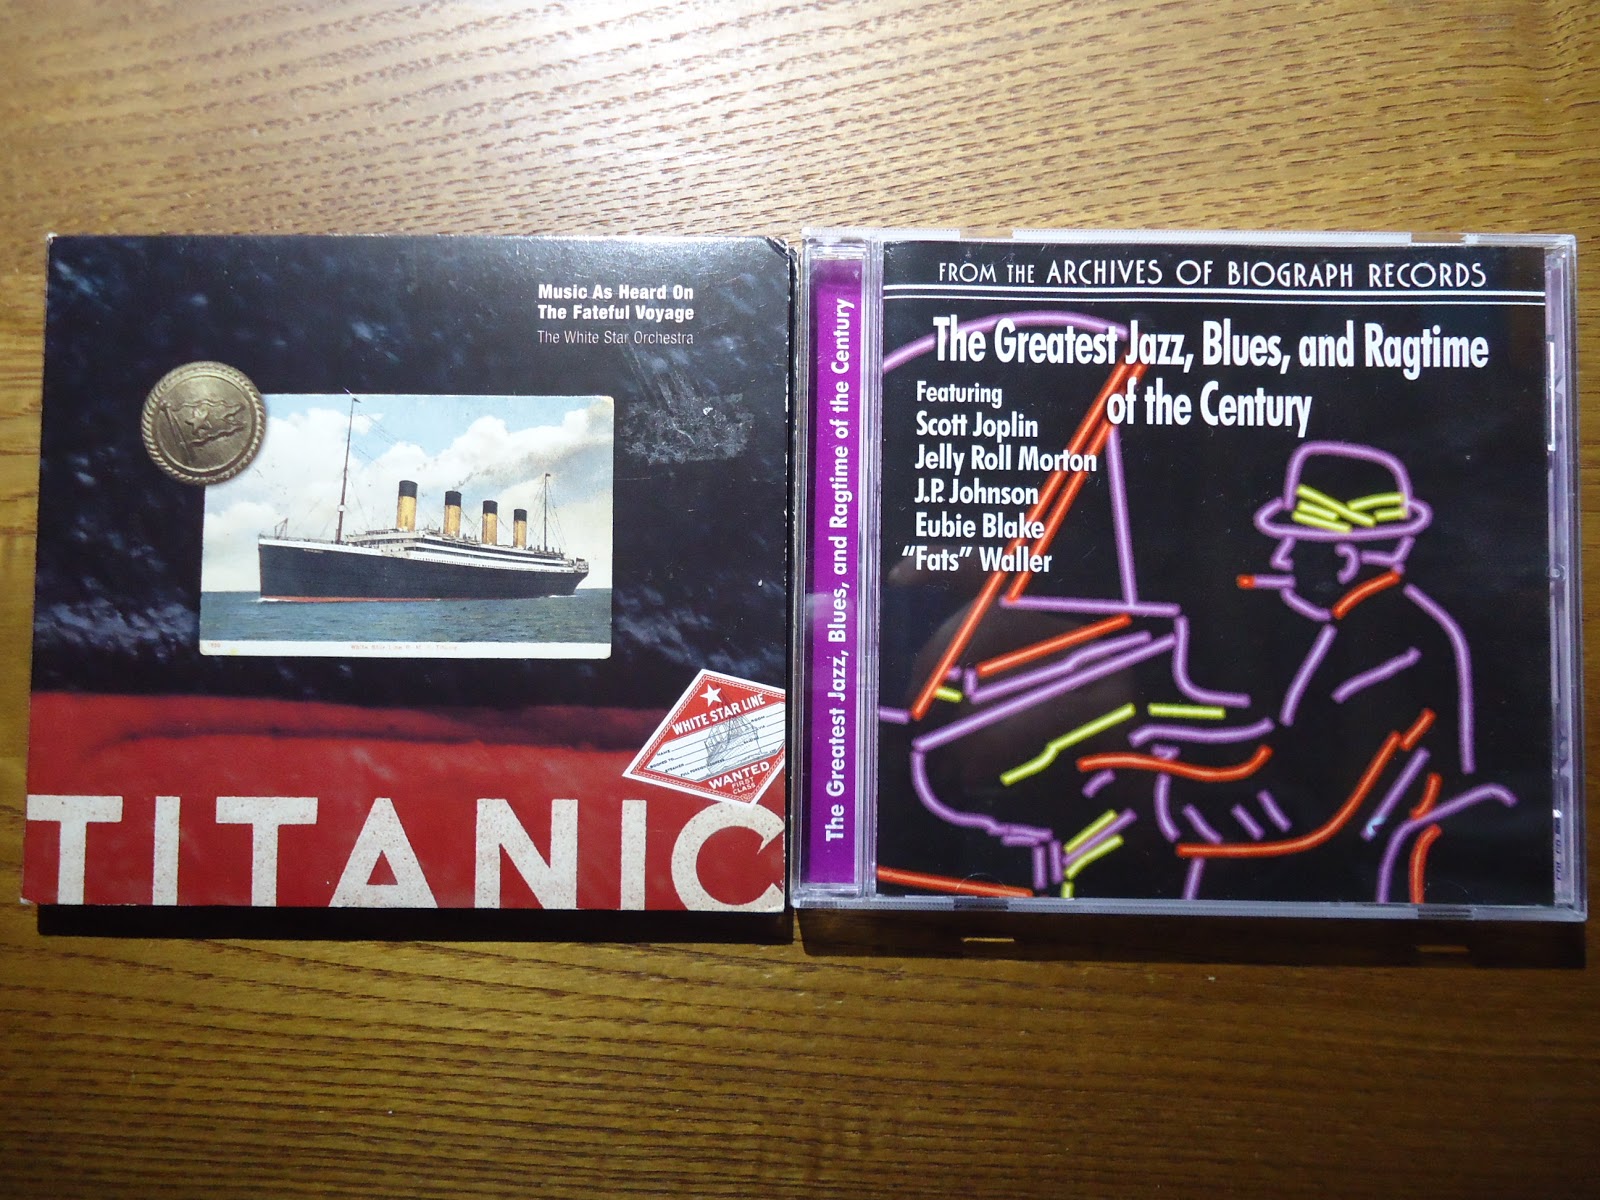 Music As Heard On
The Fateful Voyage
The White Star Orchestra
WHITE STAR LINE
WANTED
FIRST
CLASS
TITANIC
The Greatest Jazz, Blues, and Ragtime of the Century
FROM THE ARCHIVES OF BIOGRAPH RECORDS
The Greatest Jazz, Blues, and Ragtime
of the Century
Featuring
Scott Joplin
Jelly Roll Morton
J.P. Johnson
Eubie Blake
"Fats" Waller